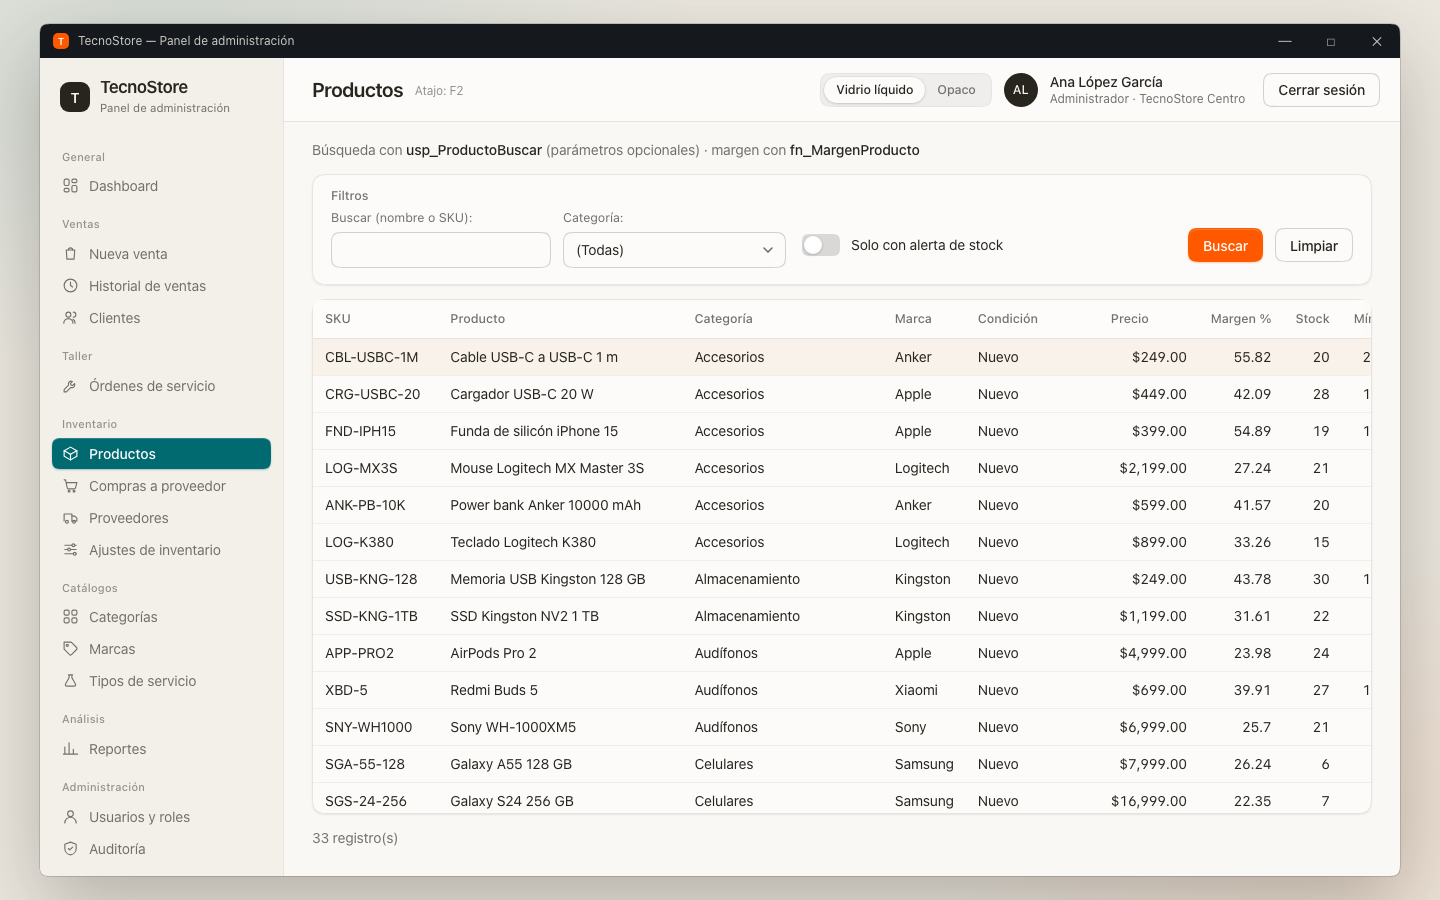 T TecnoStore — Panel de administración
T TecnoStore
Panel de administración
General
Dashboard
Ventas
Nueva venta
Historial de ventas
Clientes
Taller
Órdenes de servicio
Inventario
Productos
Compras a proveedor
Proveedores
Ajustes de inventario
Catálogos
Categorías
Marcas
Tipos de servicio
Análisis
Reportes
Administración
Usuarios y roles
Auditoría
Productos Atajo: F2
Vidrio líquido Opaco
AL
Ana López García
Administrador · TecnoStore Centro
Cerrar sesión
Búsqueda con usp_ProductoBuscar (parámetros opcionales) · margen con fn_MargenProducto
Filtros
Buscar (nombre o SKU): Categoría:
(Todas) Solo con alerta de stock Buscar Limpiar
SKU Producto Categoría Marca Condición Precio Margen % Stock
CBL-USBC-1M Cable USB-C a USB-C 1 m Accesorios Anker Nuevo $249.00 55.82 20
CRG-USBC-20 Cargador USB-C 20 W Accesorios Apple Nuevo $449.00 42.09 28
FND-IPH15 Funda de silicón iPhone 15 Accesorios Apple Nuevo $399.00 54.89 19
LOG-MX3S Mouse Logitech MX Master 3S Accesorios Logitech Nuevo $2,199.00 27.24 21
ANK-PB-10K Power bank Anker 10000 mAh Accesorios Anker Nuevo $599.00 41.57 20
LOG-K380 Teclado Logitech K380 Accesorios Logitech Nuevo $899.00 33.26 15
USB-KNG-128 Memoria USB Kingston 128 GB Almacenamiento Kingston Nuevo $249.00 43.78 30
SSD-KNG-1TB SSD Kingston NV2 1 TB Almacenamiento Kingston Nuevo $1,199.00 31.61 22
APP-PRO2 AirPods Pro 2 Audífonos Apple Nuevo $4,999.00 23.98 24
XBD-5 Redmi Buds 5 Audífonos Xiaomi Nuevo $699.00 39.91 27
SNY-WH1000 Sony WH-1000XM5 Audífonos Sony Nuevo $6,999.00 25.7 21
SGA-55-128 Galaxy A55 128 GB Celulares Samsung Nuevo $7,999.00 26.24 6
SGS-24-256 Galaxy S24 256 GB Celulares Samsung Nuevo $16,999.00 22.35 7
33 registro(s)